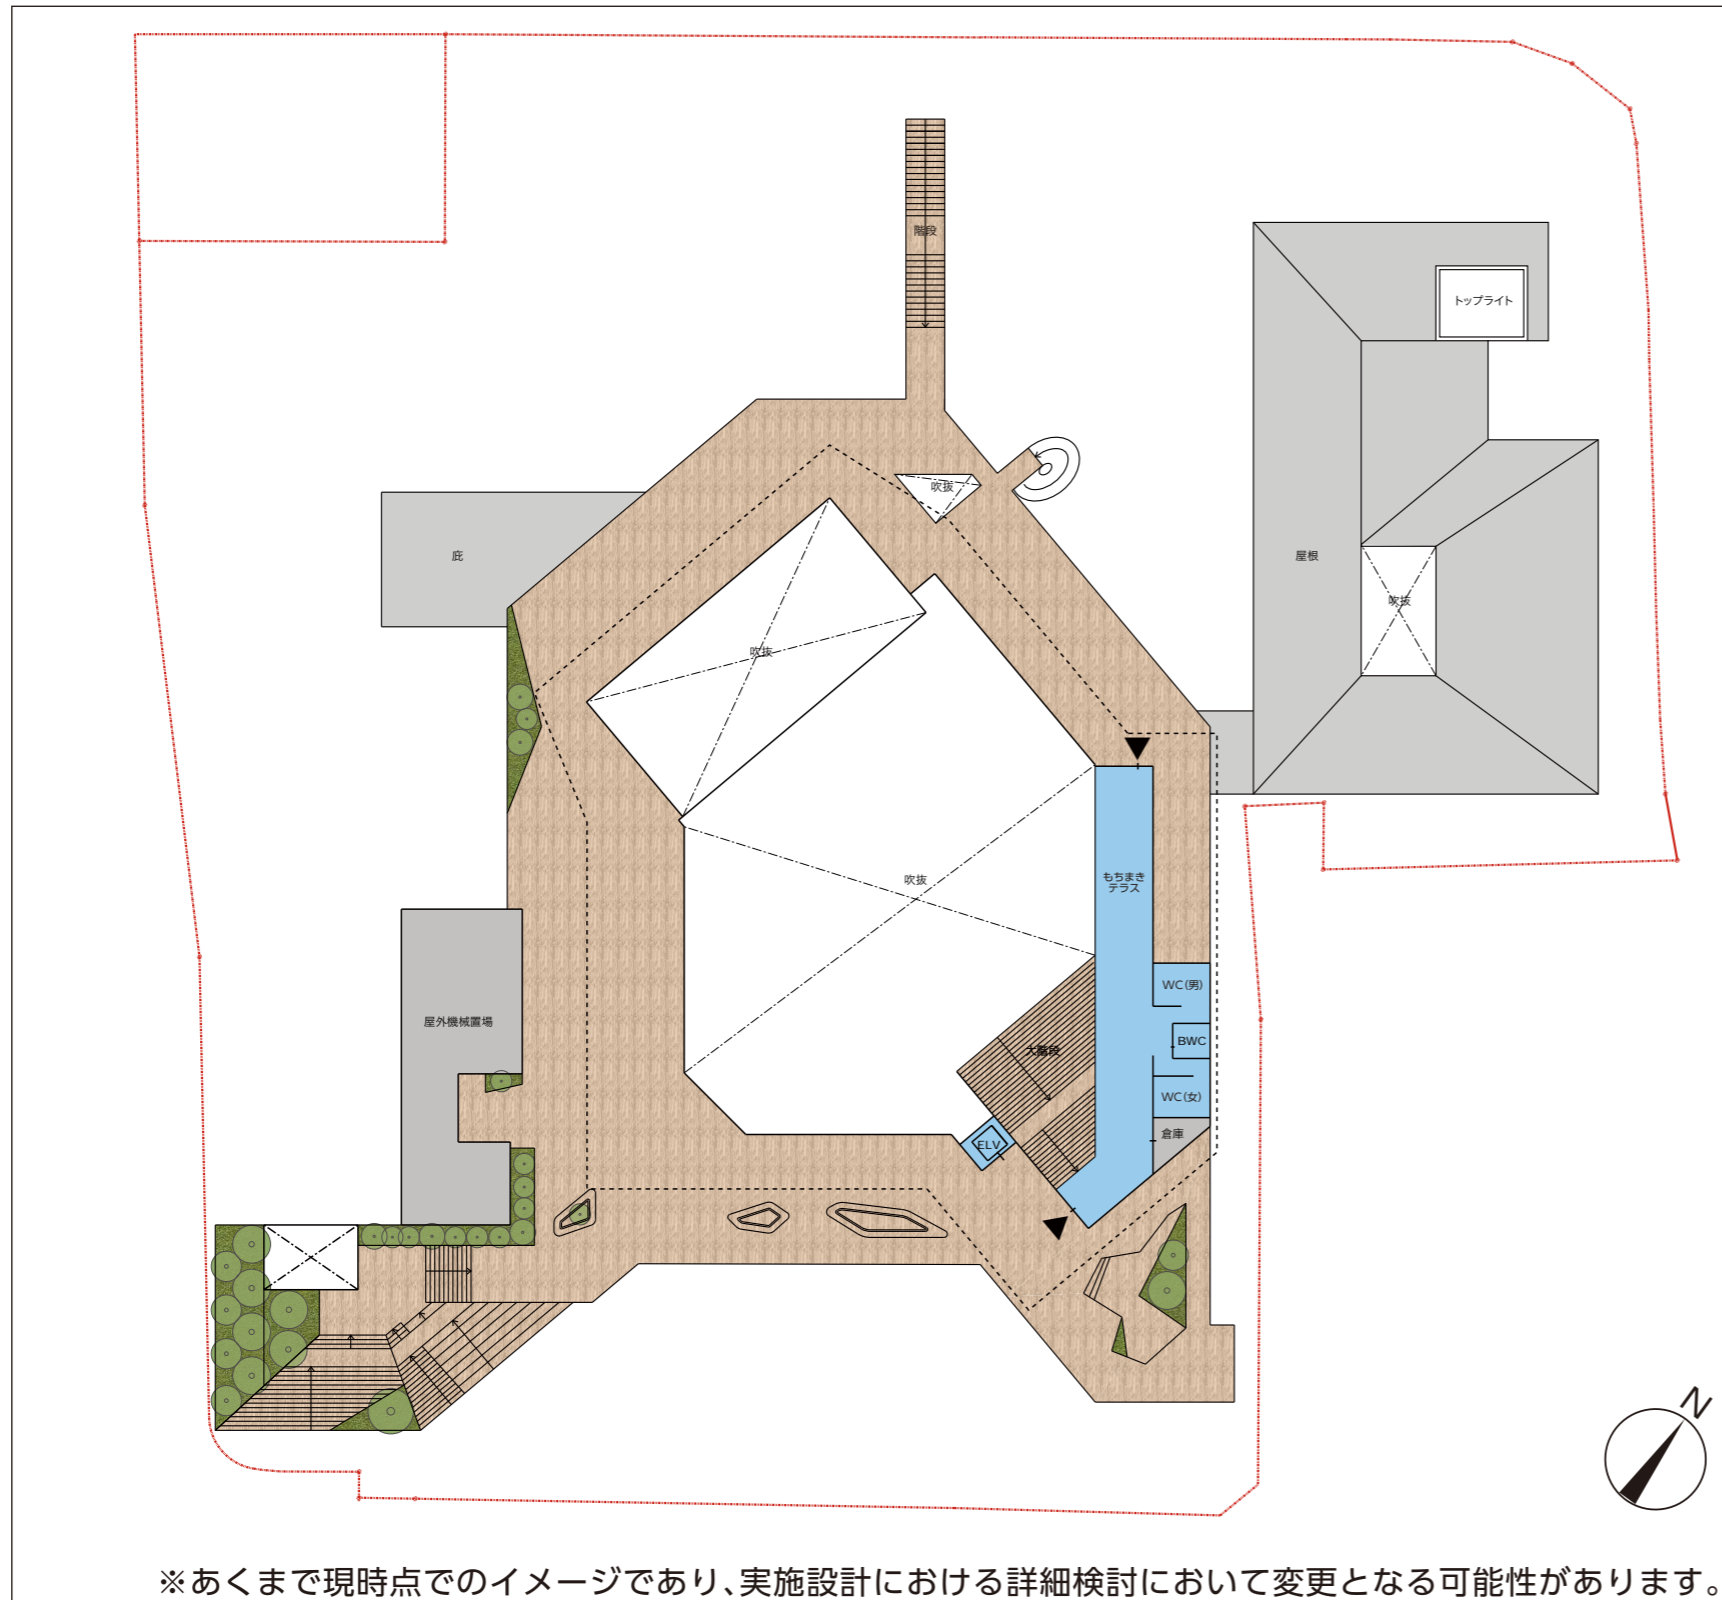 階段
トップライト
吹抜
庇
屋根
吹抜
吹抜
もちまき
テラス
吹抜
WC(男)
屋外機械置場
BWC
大階段
WC(女)
倉庫
ELV
N
※あくまで現時点でのイメージであり、実施設計における詳細検討において変更となる可能性があります。